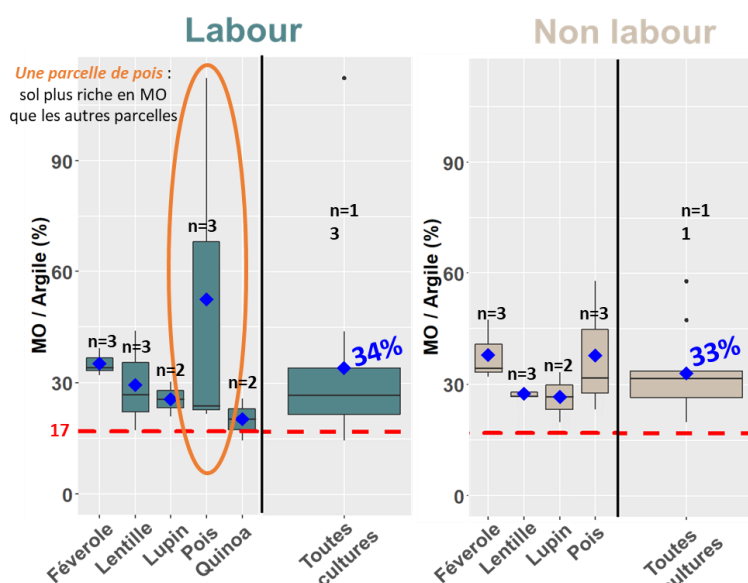 Labour
Non labour
Une parcelle de pois :
sol plus riche en MO
que les autres parcelles
MO / Argile (%)
90
60
30
17
0
n=3
n=3
n=2
n=3
n=2
n=1
3
34%
Féverole
Lentille
Lupin
Pois
Quinoa
Toutes
cultures
MO / Argile (%)
90
60
30
0
n=3
n=3
n=2
n=3
n=1
1
33%
Féverole
Lentille
Lupin
Pois
Toutes
ultures